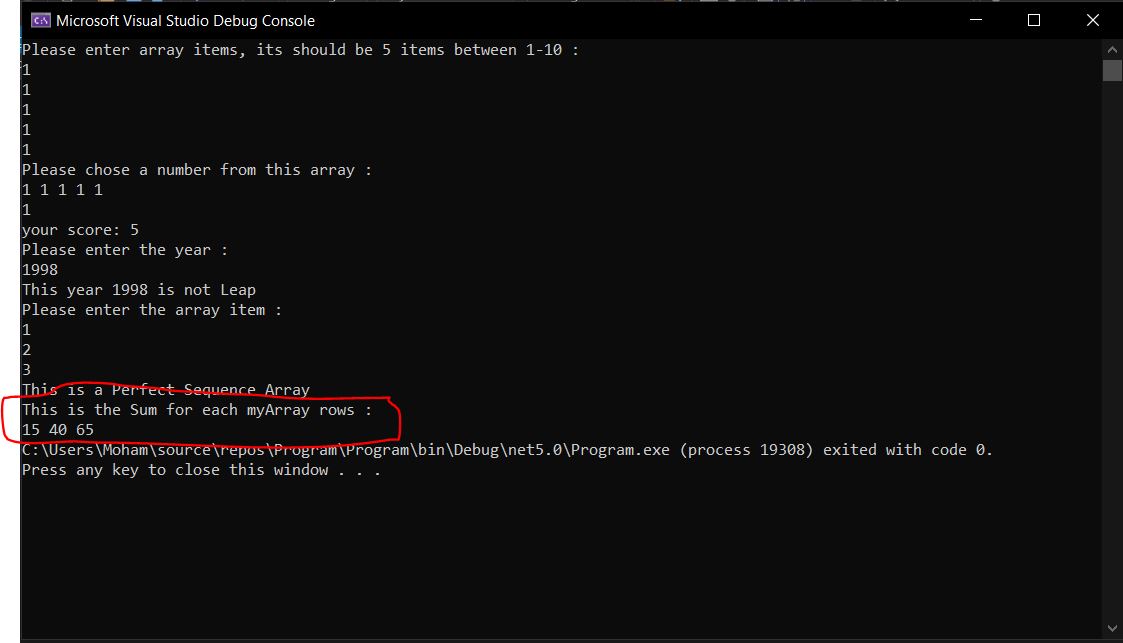 Microsoft Visual Studio Debug Console
Please enter array items, its should be 5 items between 1-10 :
1
1
1
1
1
Please chose a number from this array :
1 1 1 1 1
1
your score: 5
Please enter the year :
1998
This year 1998 is not Leap
Please enter the array item :
1
2
3
This is a Perfect Sequence Array
This is the Sum for each myArray rows :
15 40 65
C:\Users\Moham\source\repos\Program\Program\bin\Debug\net5.0\Program.exe (process 19308) exited with code 0.
Press any key to close this window . . .